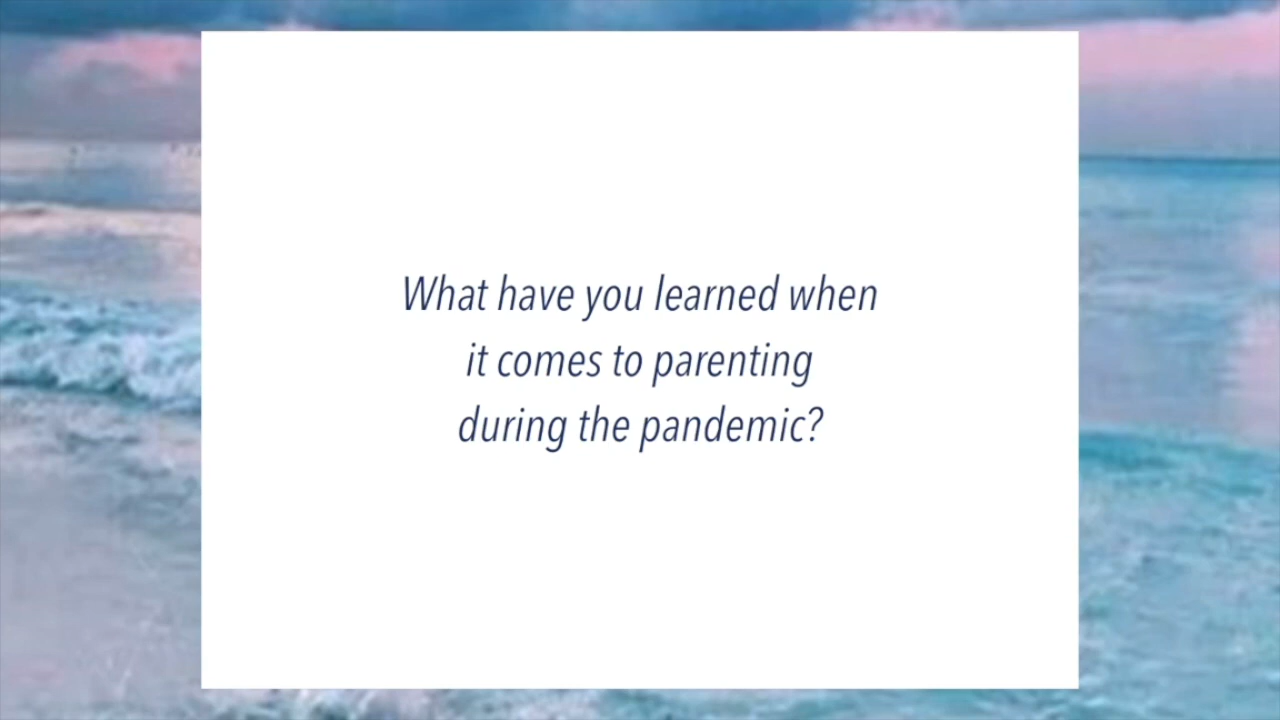 What have you learned when
it comes to parenting
during the pandemic?